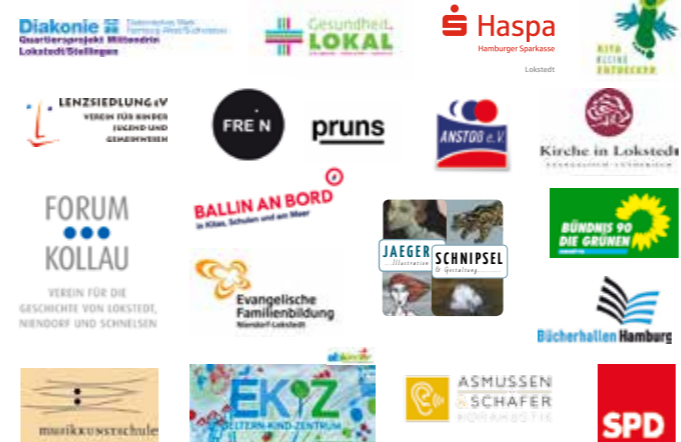 Diakonie
Quartiersprojekt Mittendrin
Lokstedt/Stellingen
Gesundheit.
LOKAL
Haspa
Hamburger Sparkasse
Lokstedt
KITA
KLEINE
ENTDECKER
LENZSIEDLUNG eV
VEREIN FÜR KINDER
JUGEND UND
GEMEINWESEN
FREIN
pruns
ANSTOß e.V.
Kirche in Lokstedt
FORUM
KOLLAU
VEREIN FÜR DIE
GESCHICHTE VON LOKSTEDT,
NIENDORF UND SCHNELSEN
BALLIN AN BORD
in Kitas, Schulen und am Meer
JAEGER
Illustration
SCHNIPSEL
& Gestaltung
BÜNDNIS 90
DIE GRÜNEN
Evangelische
Familienbildung
Niendorf-Lokstedt
Bücherhallen Hamburg
musikkunstschule
EKiZ
ELTERN-KIND-ZENTRUM
ASMUSSEN
& SCHÄFER
HÖRAKUSTIK
SPD